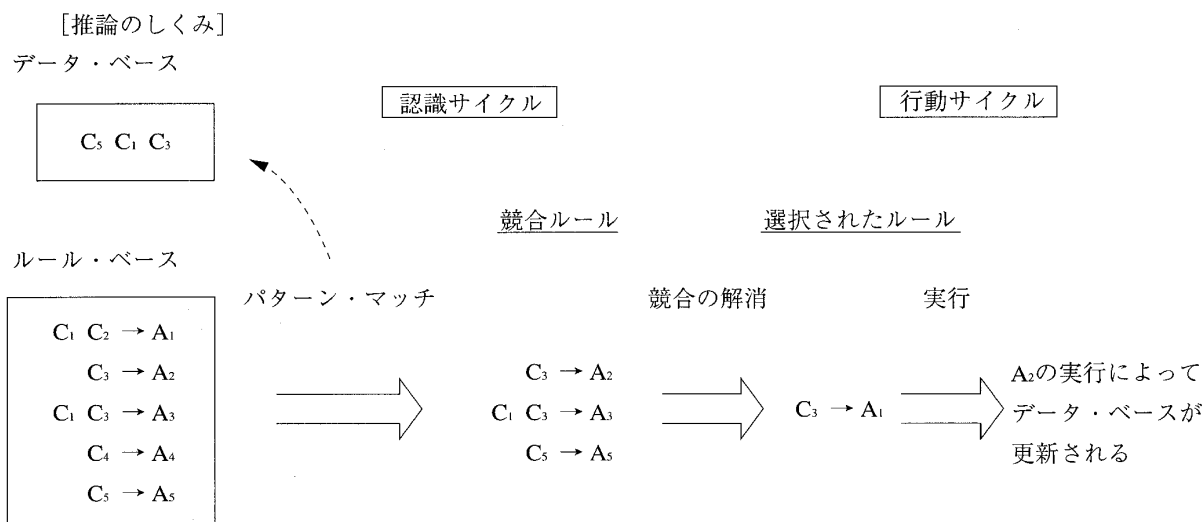 [推論のしくみ]
データ・ベース
C₅ C₁ C₃
認識サイクル
行動サイクル
競合ルール
選択されたルール
ルール・ベース
パターン・マッチ
競合の解消
実行
C₁ C₂ → A₁
C₃ → A₂
C₁ C₃ → A₃
C₄ → A₄
C₅ → A₅
C₃ → A₂
C₁ C₃ → A₃
C₅ → A₅
C₃ → A₁
A₂の実行によって
データ・ベースが
更新される